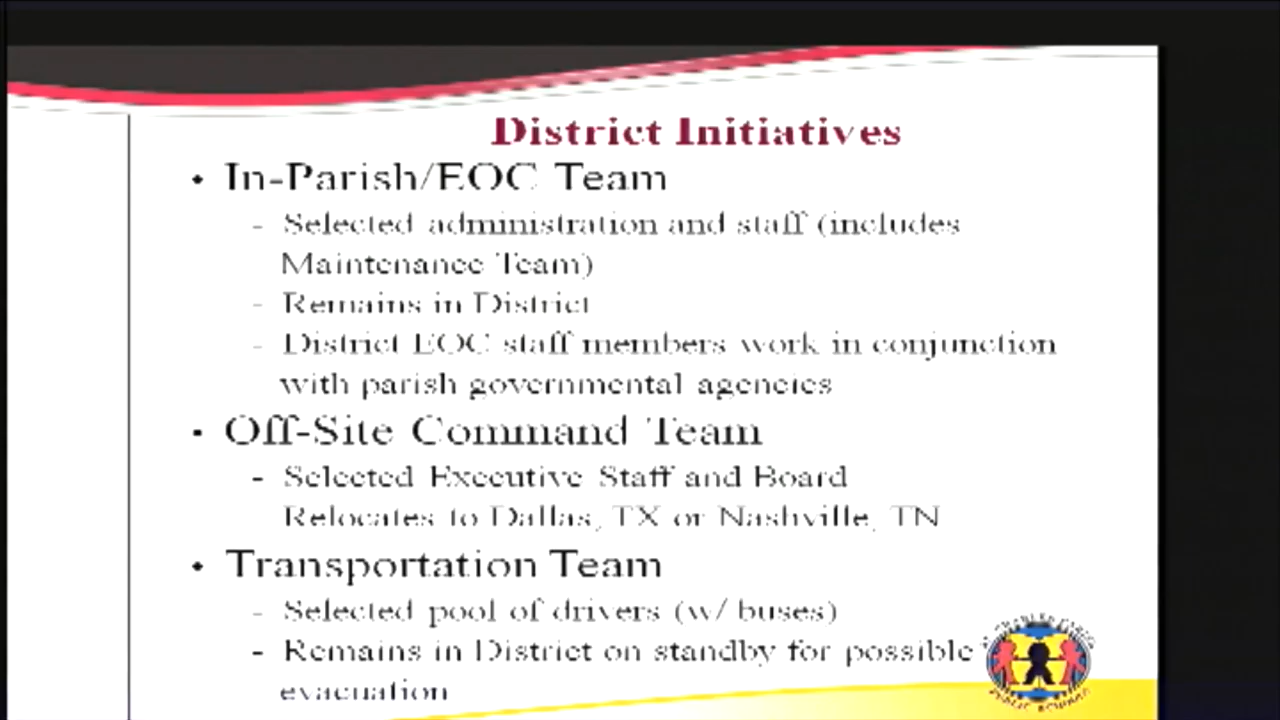 District Initiatives
• In-Parish/EOC Team
- Selected administration and staff (includes
Maintenance Team)
- Remains in District
- District EOC staff members work in conjunction
with parish governmental agencies
• Off-Site Command Team
- Selected Executive Staff and Board
Relocates to Dallas, TX or Nashville, TN
• Transportation Team
- Selected pool of drivers (w/ buses)
- Remains in District on standby for possible
evacuation